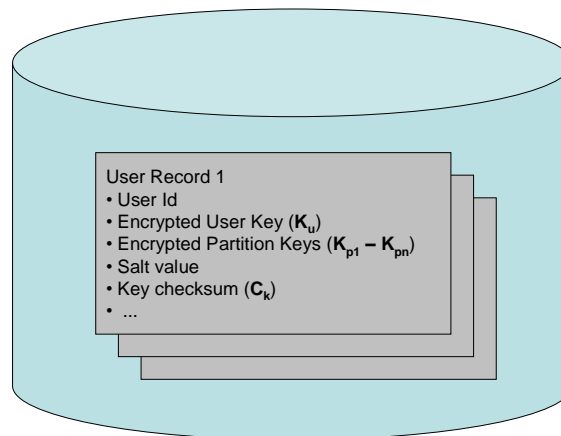 User Record 1
• User Id
• Encrypted User Key (Ku)
• Encrypted Partition Keys (Kp1 – Kpn)
• Salt value
• Key checksum (Ck)
• ...